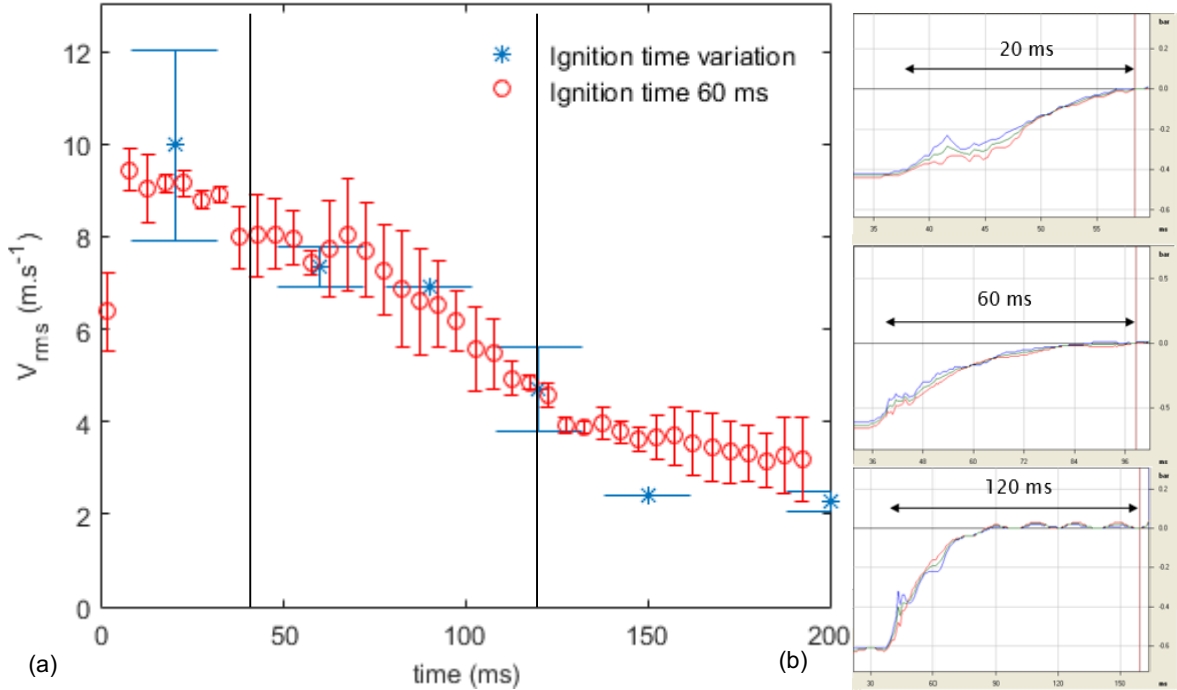 12
10
8
6
4
2
0
V_rms (m.s⁻¹)
Ignition time variation
Ignition time 60 ms
0 50 100 150 200
time (ms)
(a)
(b)
bar
20 ms
0.2
0.0
-0.2
-0.4
-0.6
35 40 45 50 55 ms
bar
60 ms
0.5
0.0
-0.5
36 48 60 72 84 96 ms
bar
120 ms
0.2
0.0
-0.2
-0.4
-0.6
30 60 90 120 150 ms